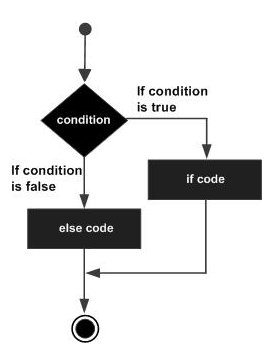 If condition
is true
condition
If condition
is false
if code
else code